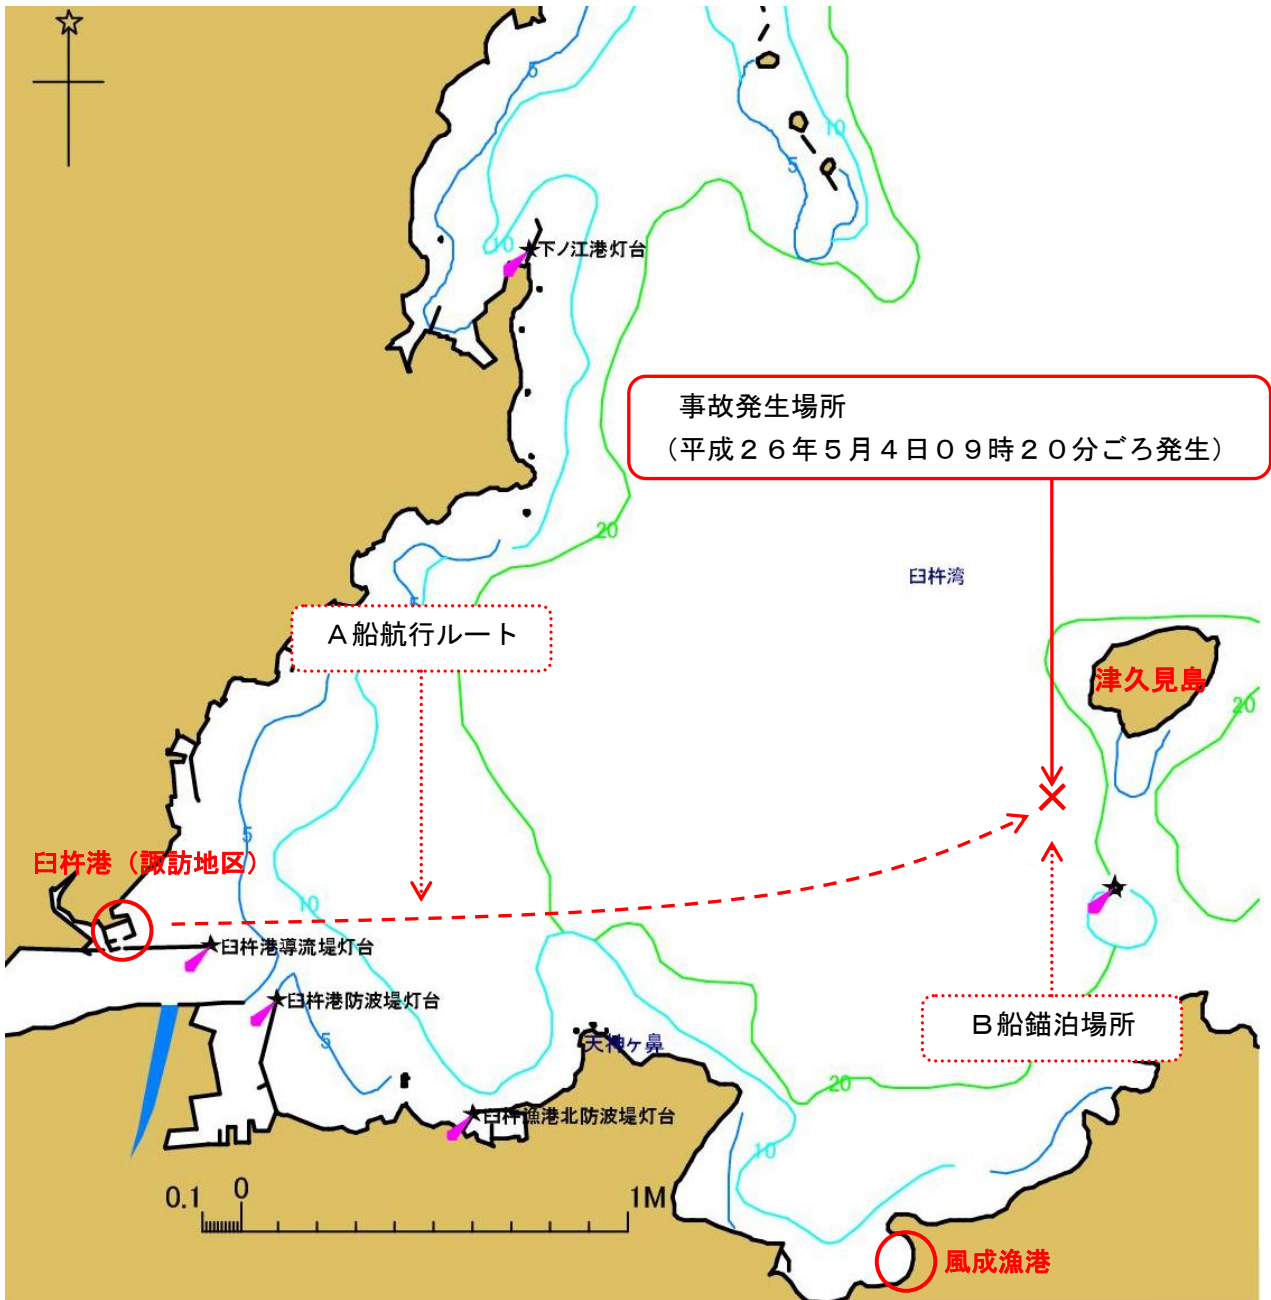 5
10
5
10
下ノ江港灯台
事故発生場所
(平成26年5月4日09時20分ごろ発生)
20
臼杵湾
5
A船航行ルート
津久見島
20
5
臼杵港(諏訪地区)
10
臼杵港導流堤灯台
臼杵港防波堤灯台
B船錨泊場所
5
天神ヶ鼻
20
臼杵漁港北防波堤灯台
10
0.1 0 1M
風成漁港